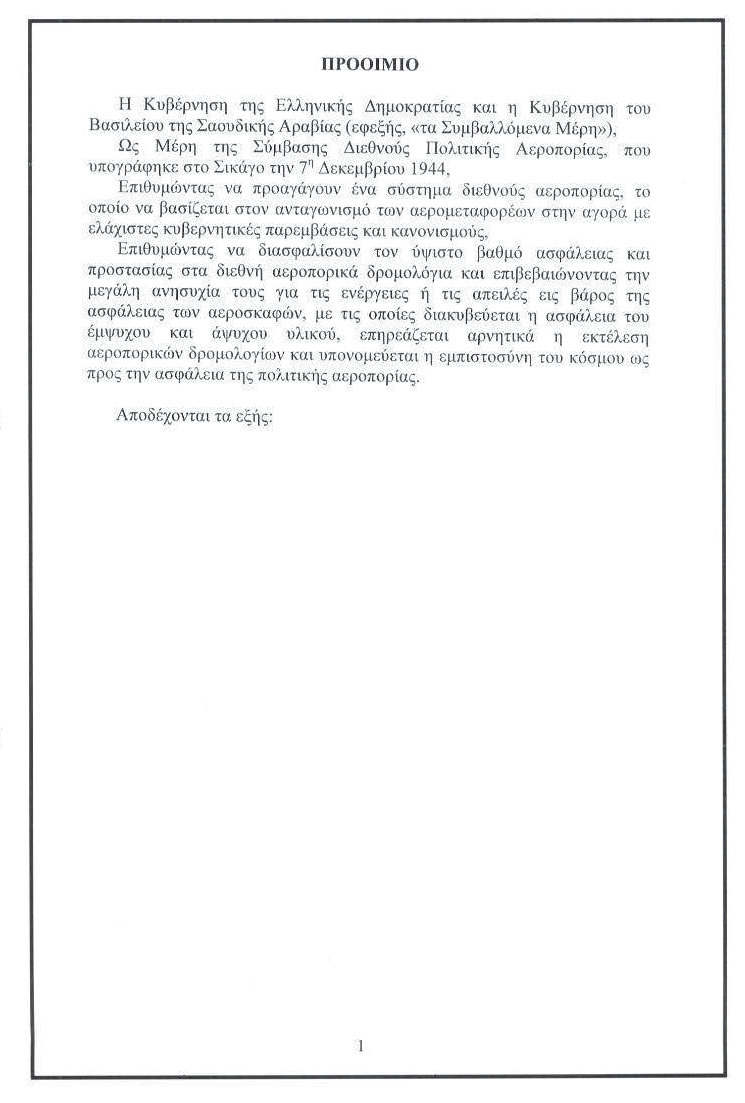 ΠΡΟΟΙΜΙΟ
Η Κυβέρνηση της Ελληνικής Δημοκρατίας και η Κυβέρνηση του
Βασιλείου της Σαουδικής Αραβίας (εφεξής, «τα Συμβαλλόμενα Μέρη»),
Ως Μέρη της Σύμβασης Διεθνούς Πολιτικής Αεροπορίας, που
υπογράφηκε στο Σικάγο την 7η Δεκεμβρίου 1944,
Επιθυμώντας να προαγάγουν ένα σύστημα διεθνούς αεροπορίας, το
οποίο να βασίζεται στον ανταγωνισμό των αερομεταφορέων στην αγορά με
ελάχιστες κυβερνητικές παρεμβάσεις και κανονισμούς,
Επιθυμώντας να διασφαλίσουν τον ύψιστο βαθμό ασφάλειας και
προστασίας στα διεθνή αεροπορικά δρομολόγια και επιβεβαιώνοντας την
μεγάλη ανησυχία τους για τις ενέργειες ή τις απειλές εις βάρος της
ασφάλειας των αεροσκαφών, με τις οποίες διακυβεύεται η ασφάλεια του
έμψυχου και άψυχου υλικού, επηρεάζεται αρνητικά η εκτέλεση
αεροπορικών δρομολογίων και υπονομεύεται η εμπιστοσύνη του κόσμου ως
προς την ασφάλεια της πολιτικής αεροπορίας.
Αποδέχονται τα εξής:
1